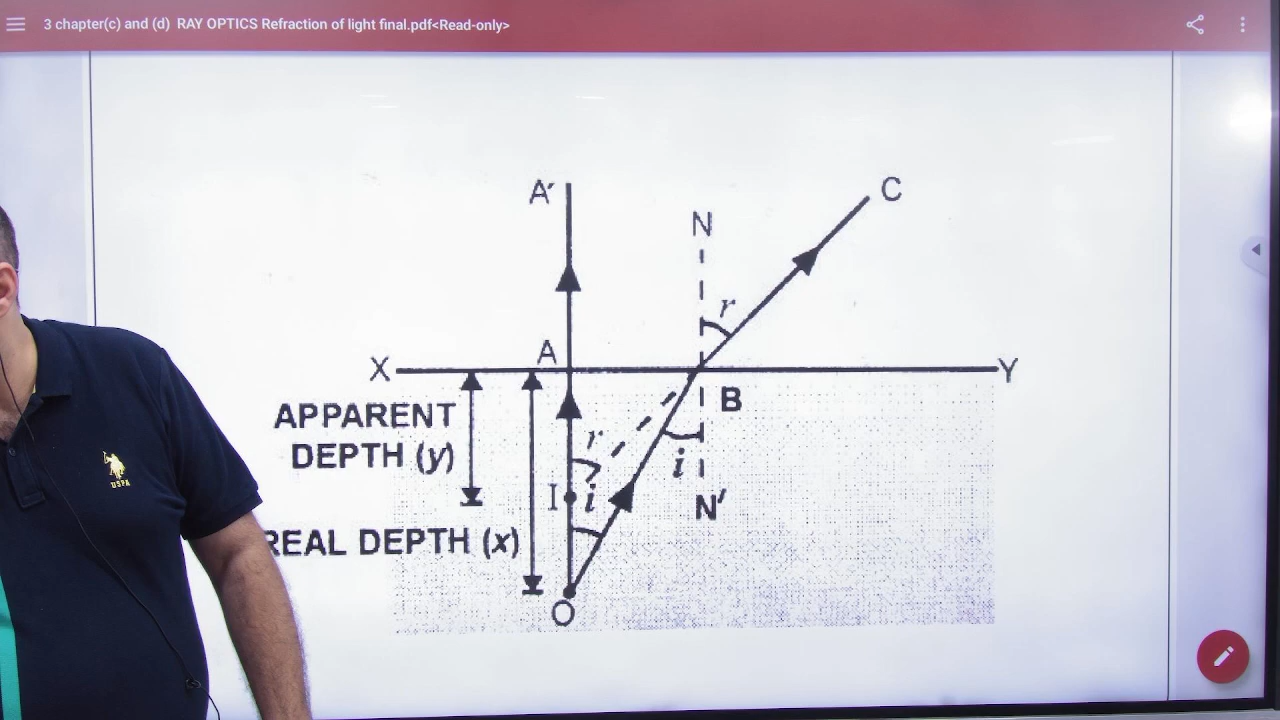 3 chapter(c) and (d) RAY OPTICS Refraction of light final.pdf<Read-only>
A′
C
N
r
A
X
Y
B
APPARENT
DEPTH (y)
r
i
I
i
N′
REAL DEPTH (x)
O
USPA